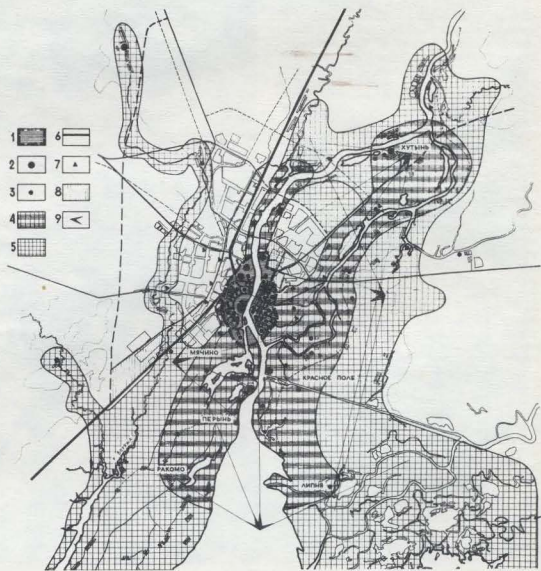 1 6
2 7
3 8
4 9
5
ХУТЫНЬ
МЯЧИНО
КРАСНОЕ ПОЛЕ
ПЕРЫНЬ
РАКОМО
ЛИПНЯ